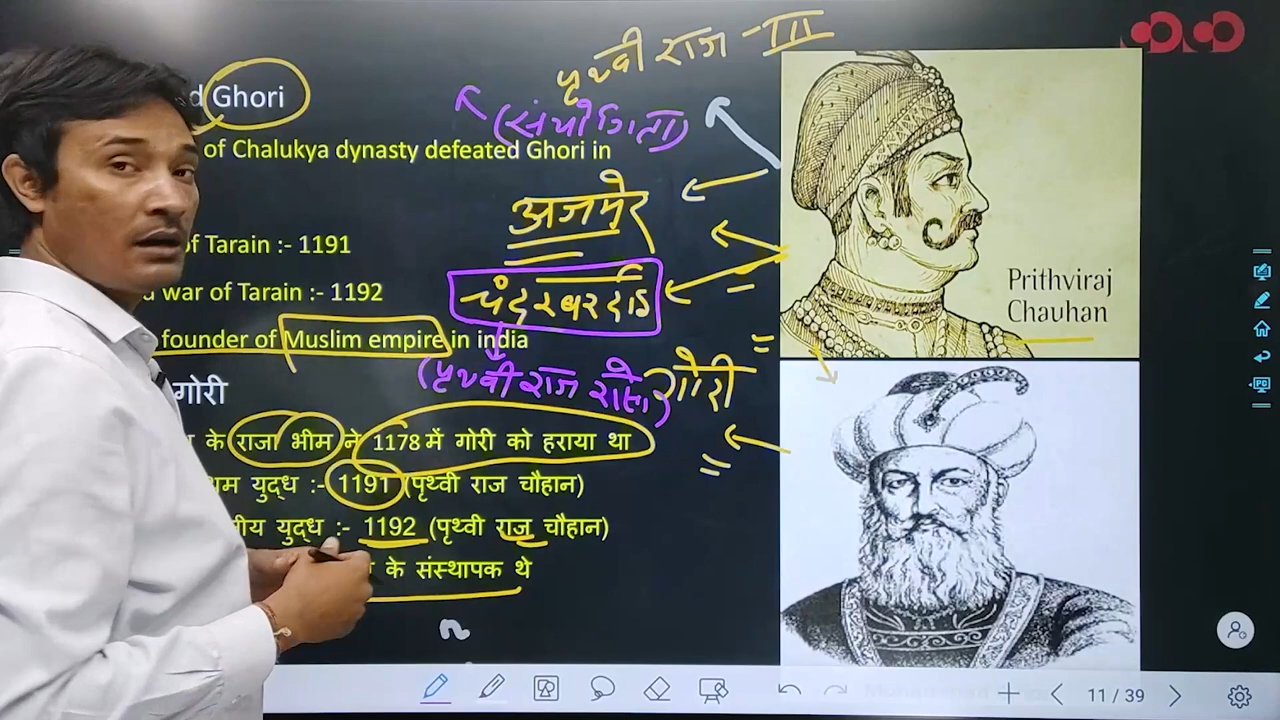 पृथ्वी राज -III
d Ghori
(संयोगिता)
of Chalukya dynasty defeated Ghori in
अजमेर
of Tarain :- 1191
war of Tarain :- 1192
चंदरबरदाई
founder of Muslim empire in india
(पृथ्वी राज रासो)
गोरी
गोरी
के राजा भीम ने 1178 में गोरी को हराया था
थम युद्ध :- 1191 (पृथ्वी राज चौहान)
तीय युद्ध :- 1192 (पृथ्वी राज चौहान)
के संस्थापक थे
Prithviraj
Chauhan
11 / 39